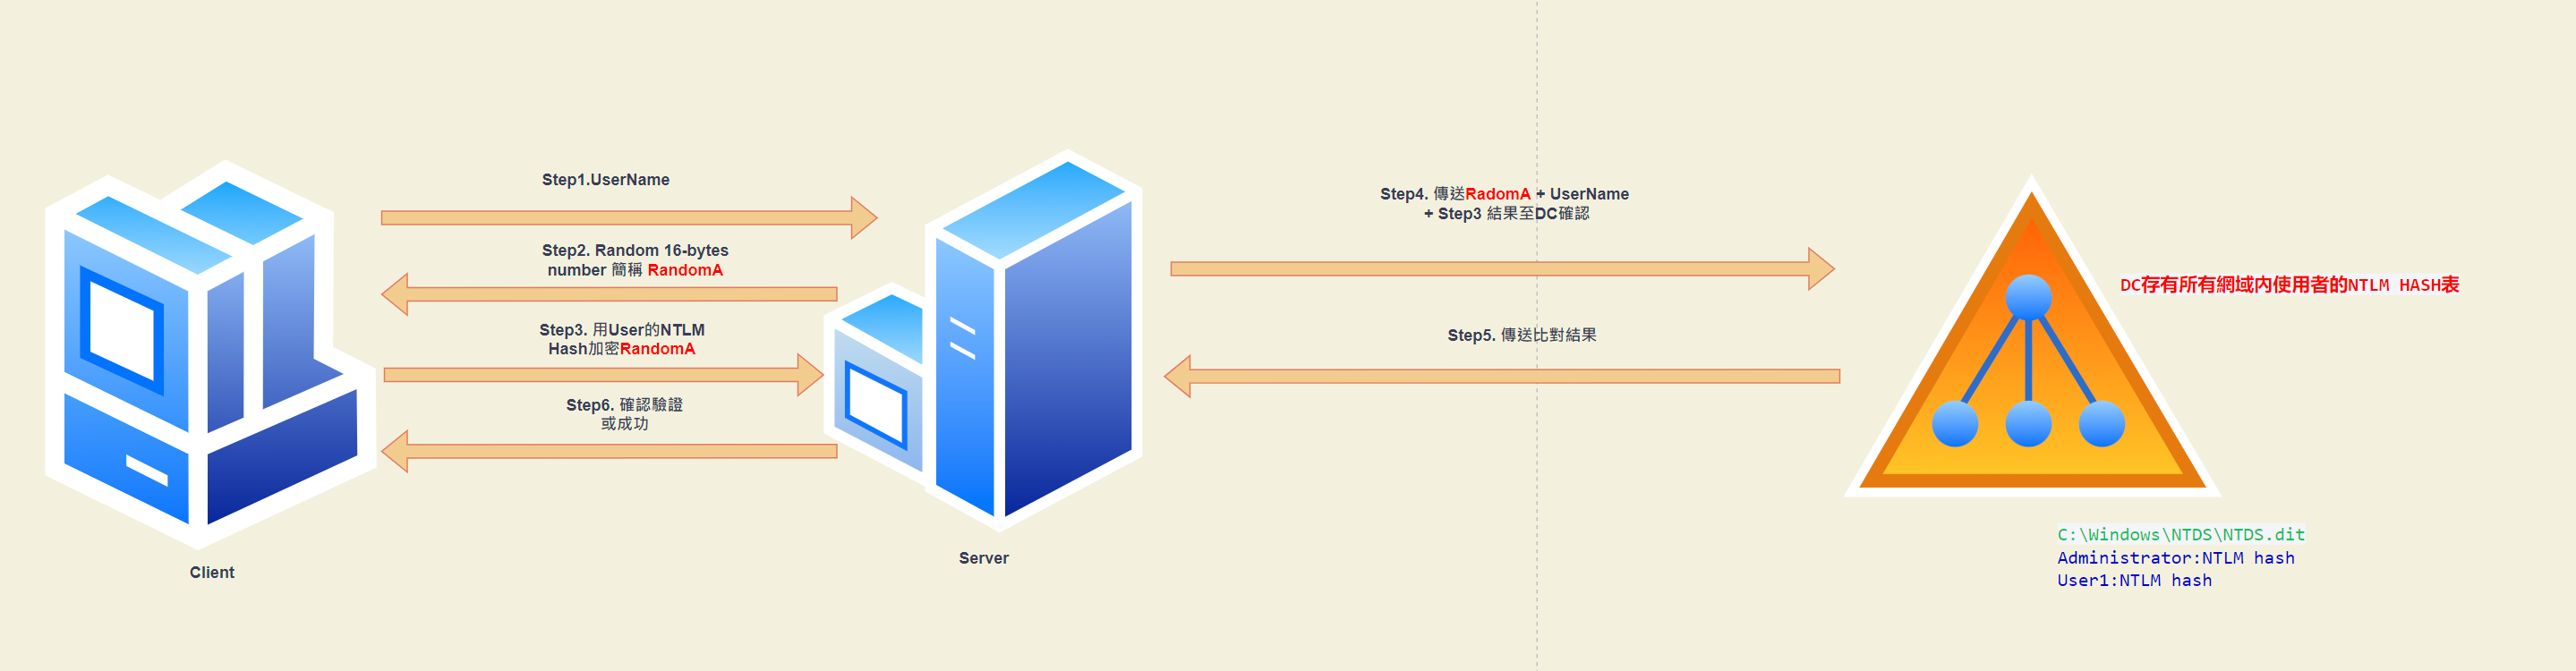 Step1.UserName
Step2. Random 16-bytes
number 簡稱 RandomA
Step3. 用User的NTLM
Hash加密RandomA
Step6. 確認驗證
或成功
Client
Server
Step4. 傳送RadomA + UserName
+ Step3 結果至DC確認
Step5. 傳送比對結果
DC存有所有網域內使用者的NTLM HASH表
C:\Windows\NTDS\NTDS.dit
Administrator:NTLM hash
User1:NTLM hash